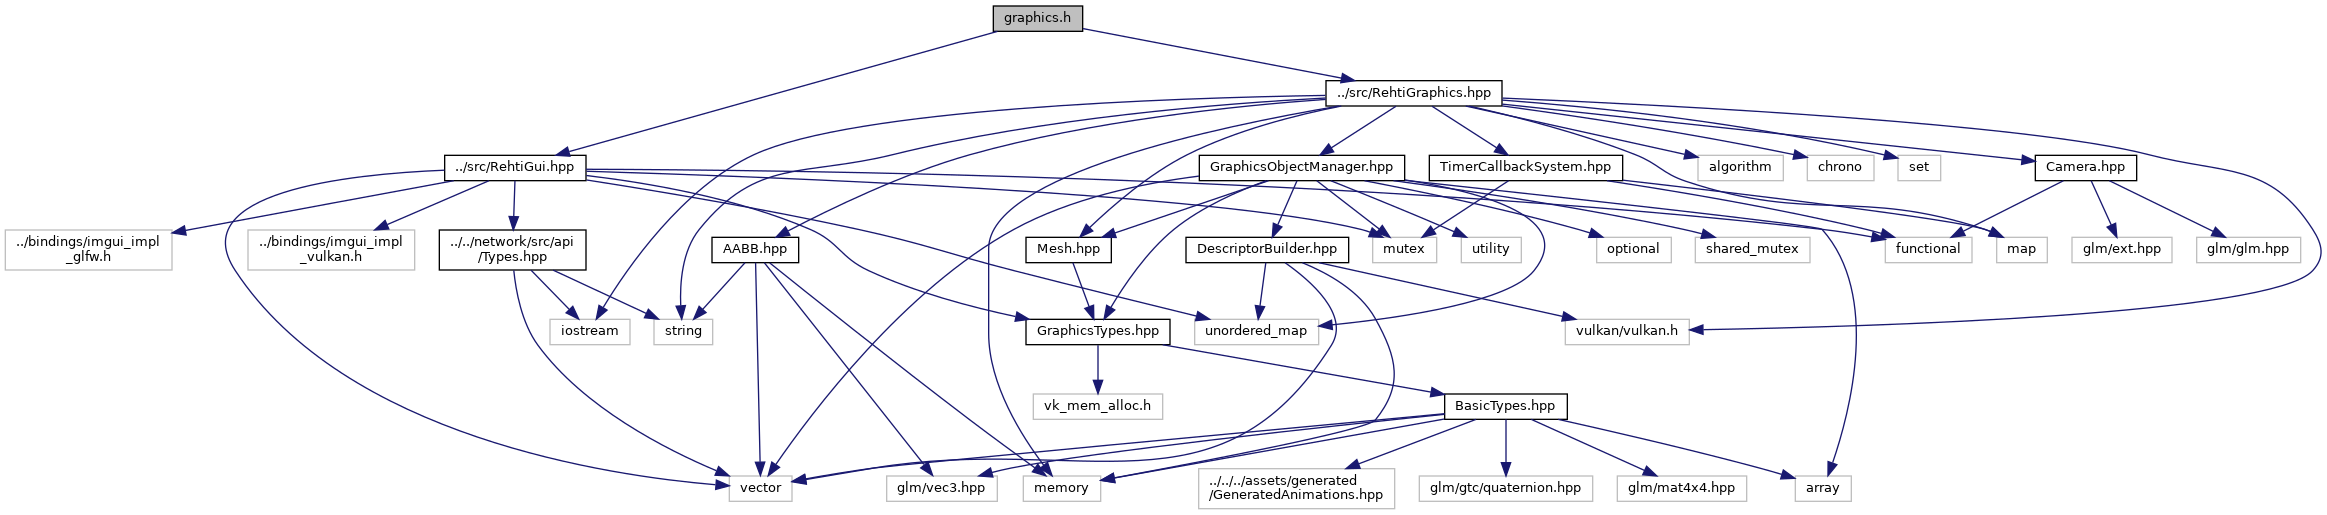 graphics.h
../src/RehtiGraphics.hpp
../src/RehtiGui.hpp
GraphicsObjectManager.hpp
TimerCallbackSystem.hpp
algorithm
chrono
set
Camera.hpp
../bindings/imgui_impl
_glfw.h
../bindings/imgui_impl
_vulkan.h
../../network/src/api
/Types.hpp
AABB.hpp
Mesh.hpp
DescriptorBuilder.hpp
mutex
utility
optional
shared_mutex
functional
map
glm/ext.hpp
glm/glm.hpp
iostream
string
GraphicsTypes.hpp
unordered_map
vulkan/vulkan.h
vk_mem_alloc.h
BasicTypes.hpp
vector
glm/vec3.hpp
memory
../../../assets/generated
/GeneratedAnimations.hpp
glm/gtc/quaternion.hpp
glm/mat4x4.hpp
array